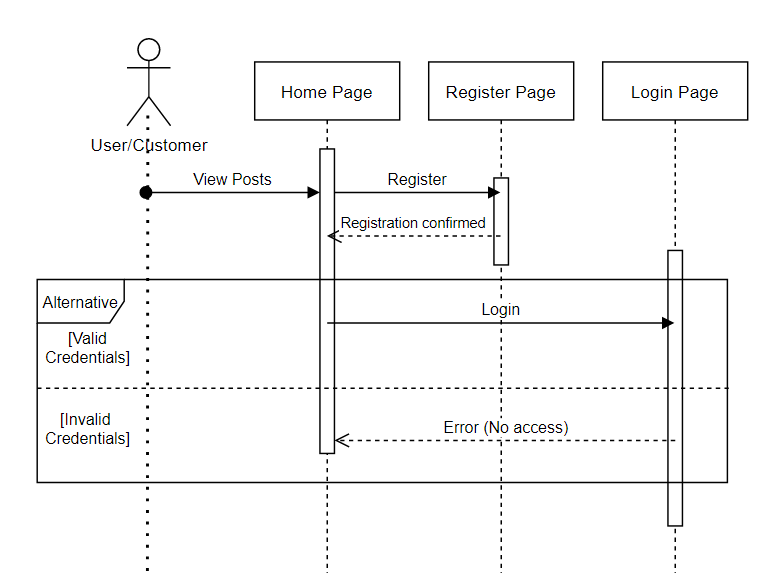 Home Page
Register Page
Login Page
User/Customer
View Posts
Register
Registration confirmed
Alternative
Login
[Valid
Credentials]
[Invalid
Credentials]
Error (No access)